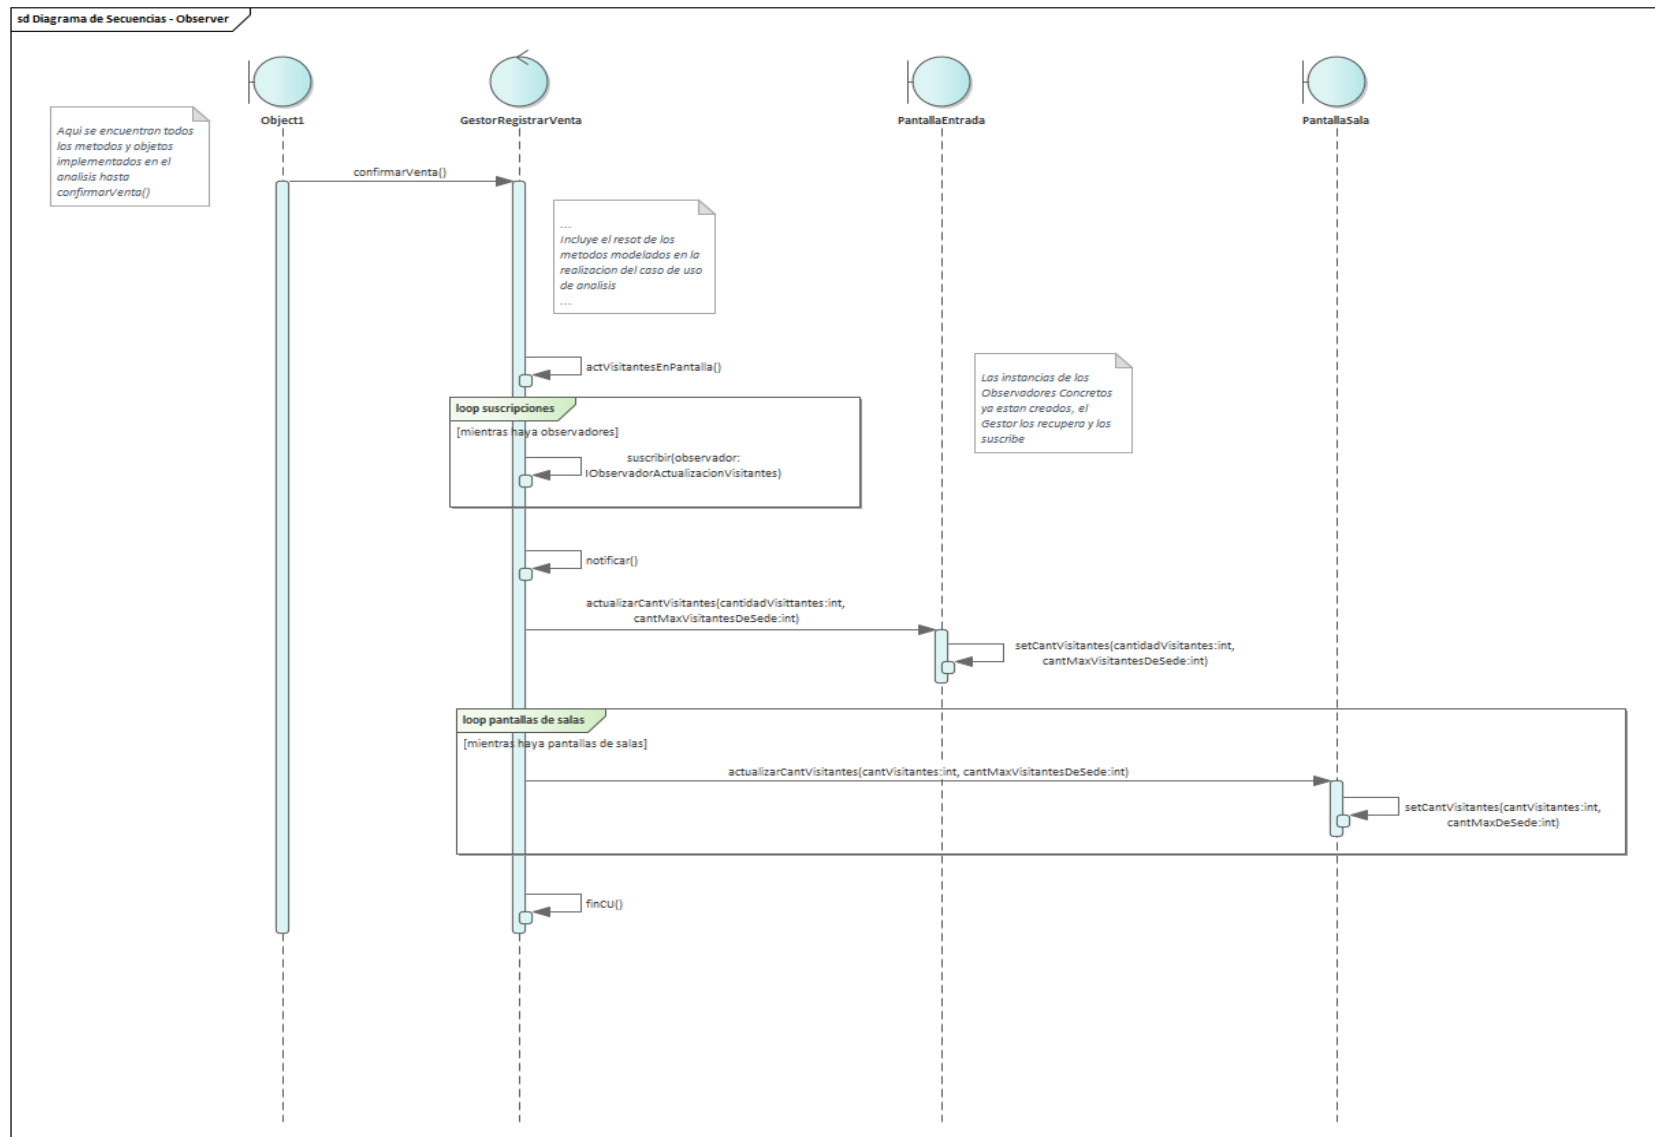 sd Diagrama de Secuencias - Observer
Object1
GestorRegistrarVenta
PantallaEntrada
PantallaSala
Aqui se encuentran todos
los metodos y objetos
implementados en el
analisis hasta
confirmarVenta()
confirmarVenta()
...
Incluye el resot de los
metodos modelados en la
realizacion del caso de uso
de analisis
...
actVisitantesEnPantalla()
Las instancias de los
Observadores Concretos
ya estan creados, el
Gestor los recupera y los
suscribe
loop suscripciones
[mientras haya observadores]
suscribir(observador:
IObservadorActualizacionVisitantes)
notificar()
actualizarCantVisitantes(cantidadVisittantes:int,
cantMaxVisitantesDeSede:int)
setCantVisitantes(cantidadVisitantes:int,
cantMaxVisitantesDeSede:int)
loop pantallas de salas
[mientras haya pantallas de salas]
actualizarCantVisitantes(cantVisitantes:int, cantMaxVisitantesDeSede:int)
setCantVisitantes(cantVisitantes:int,
cantMaxDeSede:int)
finCU()